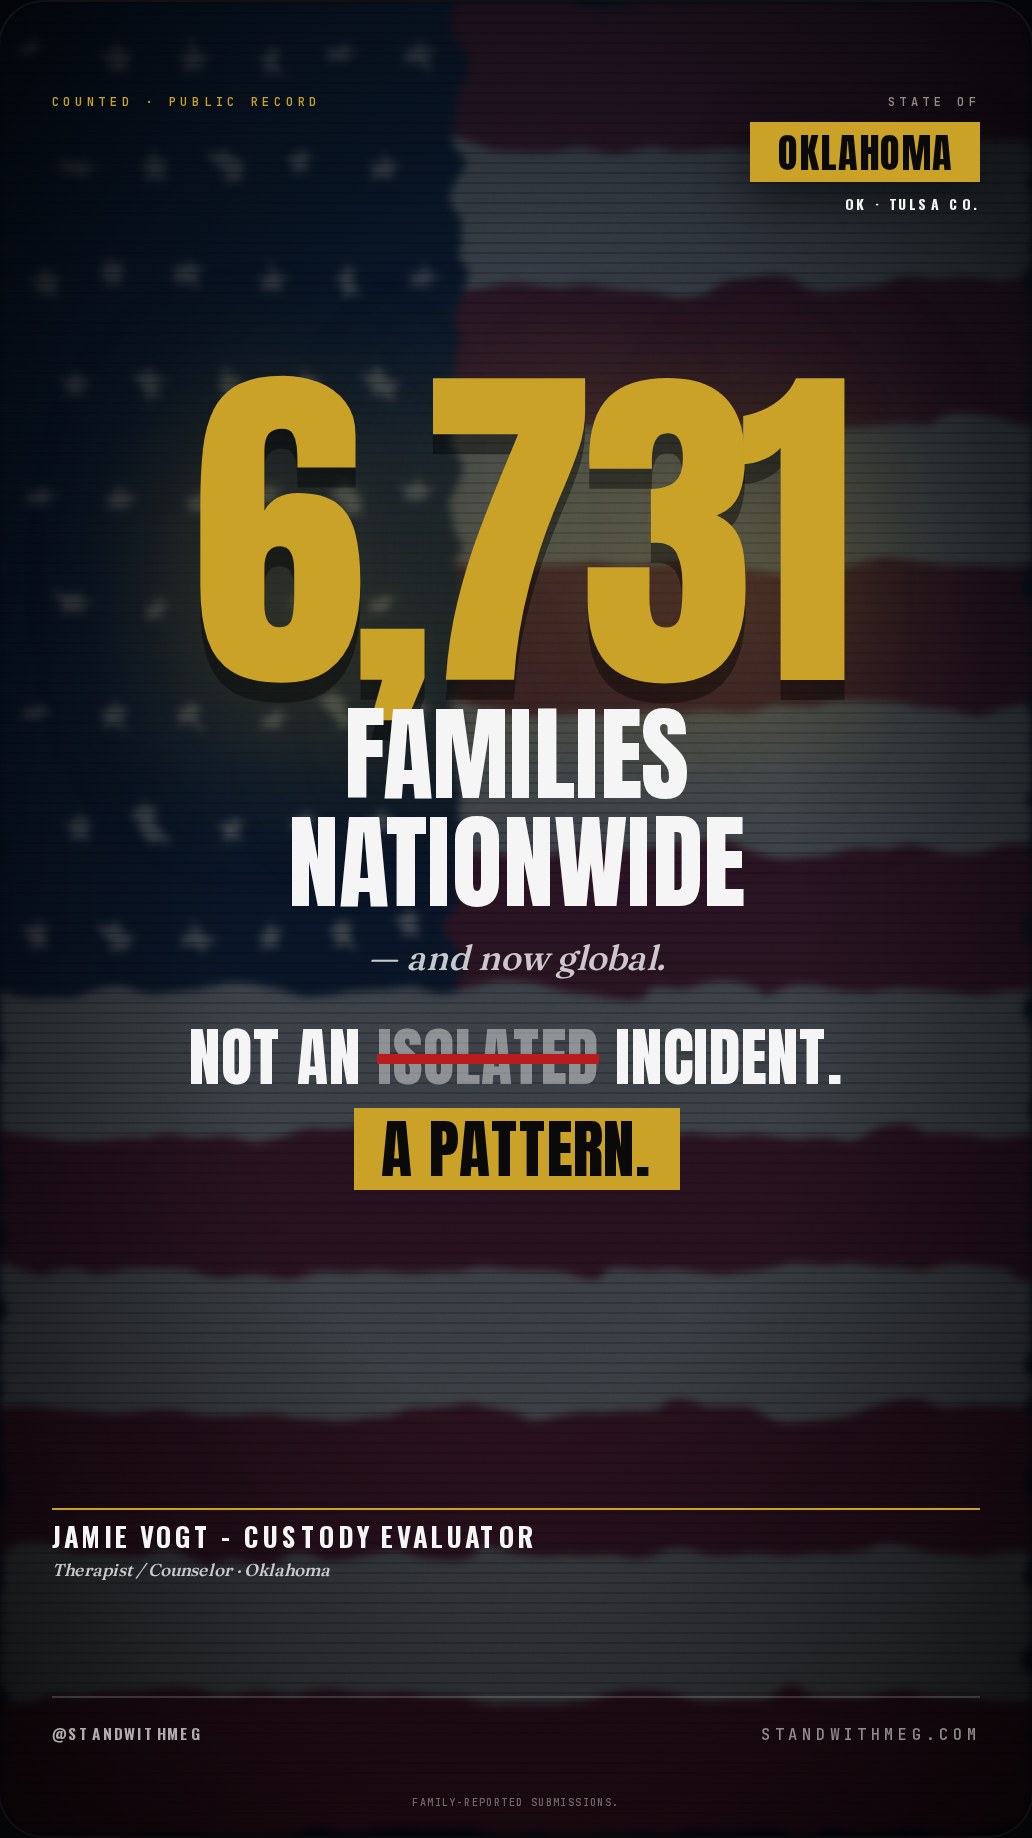 COUNTED · PUBLIC RECORD
STATE OF
OKLAHOMA
OK · TULSA CO.
6,731
FAMILIES
NATIONWIDE
— and now global.
NOT AN ISOLATED INCIDENT.
A PATTERN.
JAMIE VOGT - CUSTODY EVALUATOR
Therapist / Counselor · Oklahoma
@STANDWITHMEG
STANDWITHMEG.COM
FAMILY-REPORTED SUBMISSIONS.